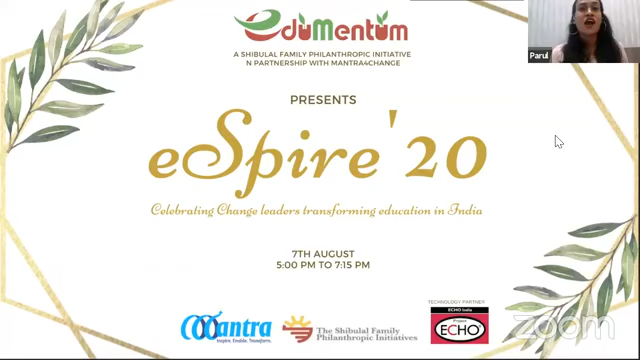 eduMentum
A SHIBULAL FAMILY PHILANTHROPIC INITIATIVE
N PARTNERSHIP WITH MANTRA4CHANGE
Parul
PRESENTS
eSpire'20
Celebrating Change leaders transforming education in India
7TH AUGUST
5:00 PM TO 7:15 PM
Mantra
Inspire. Enable. Transform.
The Shibulal Family
Philanthropic Initiatives
TECHNOLOGY PARTNER
ECHO India
Project
ECHO
zoom